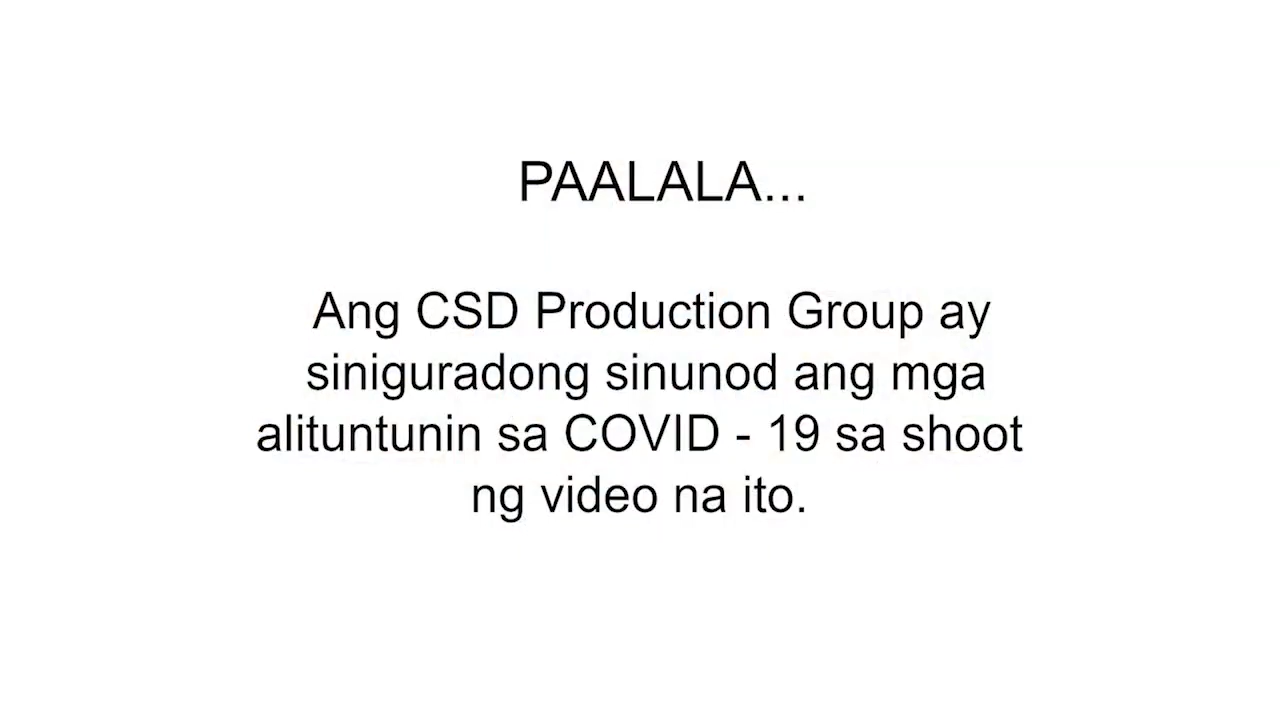 PAALALA...
Ang CSD Production Group ay
siniguradong sinunod ang mga
alituntunin sa COVID - 19 sa shoot
ng video na ito.